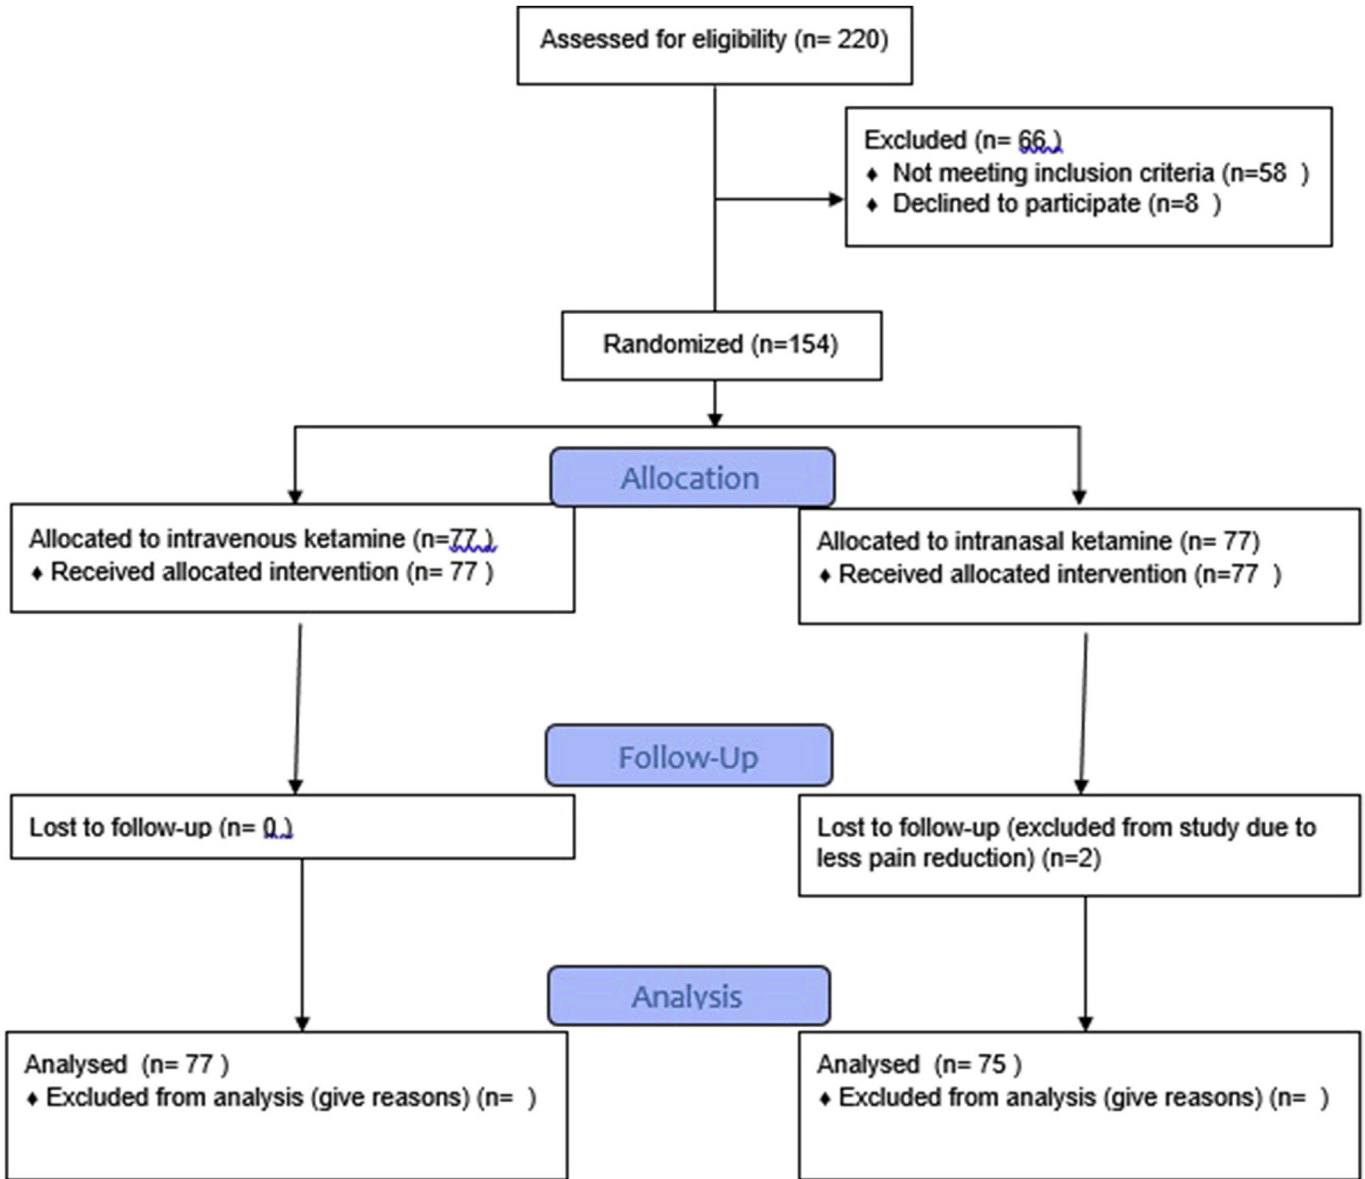 Assessed for eligibility (n= 220)
Excluded (n= 66 )
♦ Not meeting inclusion criteria (n=58 )
♦ Declined to participate (n=8 )
Randomized (n=154)
Allocation
Allocated to intravenous ketamine (n=77 )
♦ Received allocated intervention (n= 77 )
Allocated to intranasal ketamine (n= 77)
♦ Received allocated intervention (n=77 )
Follow-Up
Lost to follow-up (n= 0 )
Lost to follow-up (excluded from study due to
less pain reduction) (n=2)
Analysis
Analysed (n= 77 )
♦ Excluded from analysis (give reasons) (n= )
Analysed (n= 75 )
♦ Excluded from analysis (give reasons) (n= )